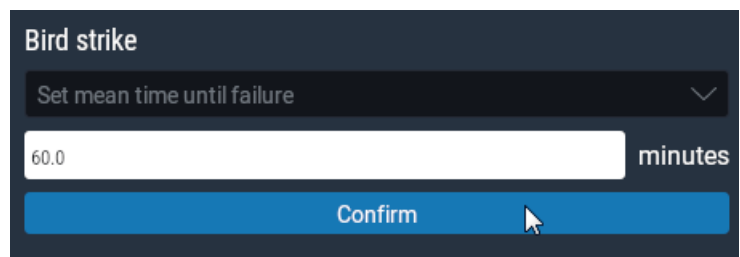 Bird strike
Set mean time until failure
60.0 minutes
Confirm